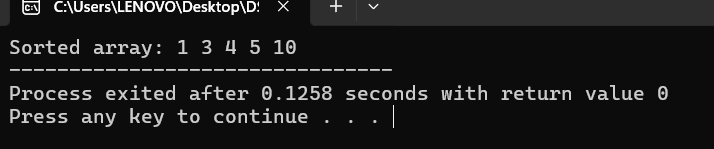 C:\Users\LENOVO\Desktop\DS
Sorted array: 1 3 4 5 10
--------------------------------
Process exited after 0.1258 seconds with return value 0
Press any key to continue . . .